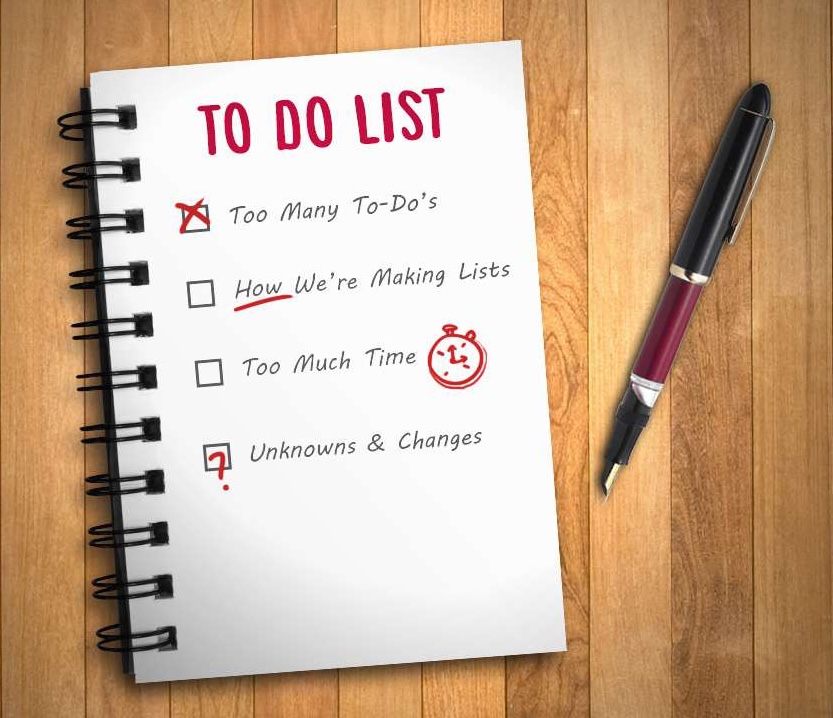 TO DO LIST
Too Many To-Do's
How We're Making Lists
Too Much Time
?
Unknowns & Changes